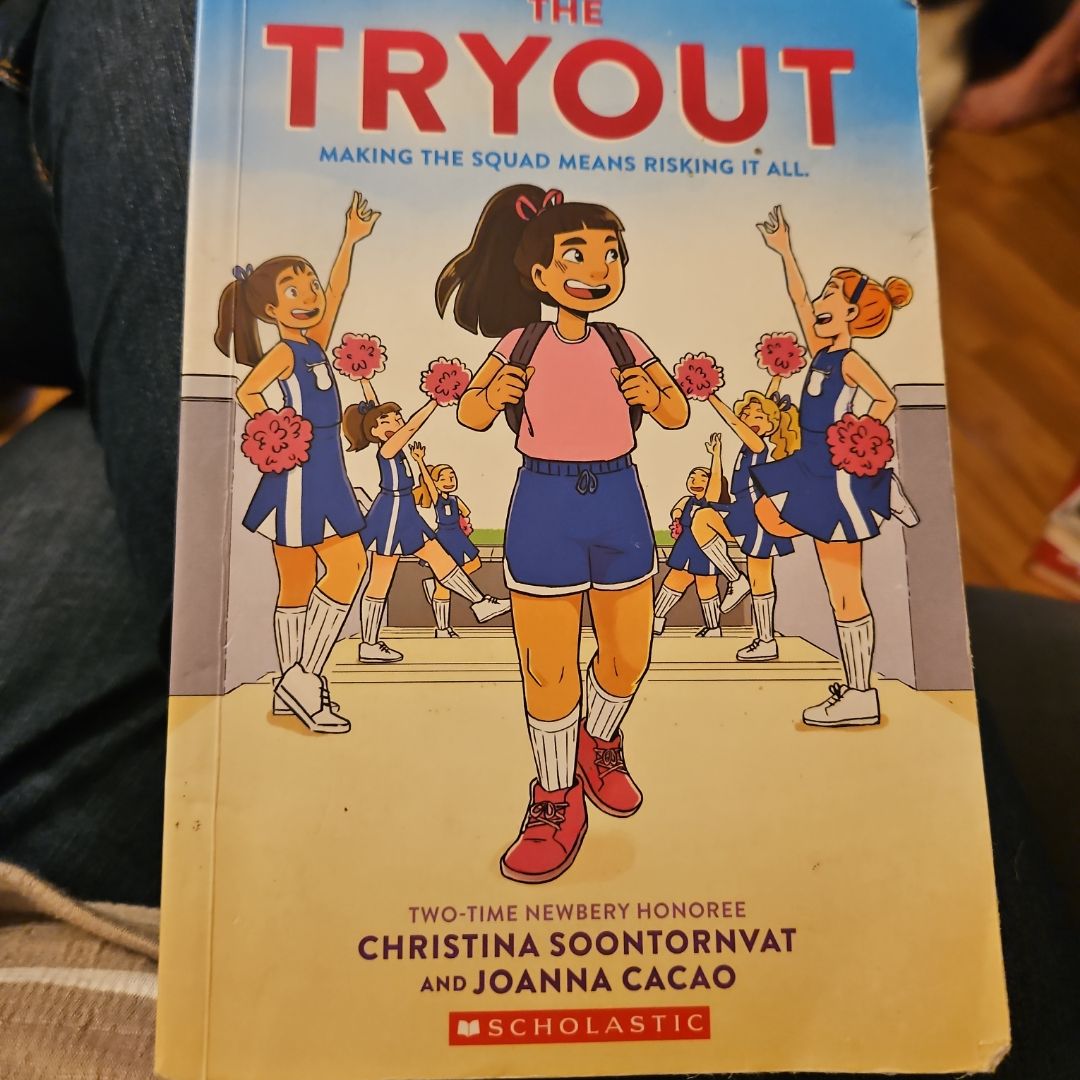 THE
TRYOUT
MAKING THE SQUAD MEANS RISKING IT ALL.
TWO-TIME NEWBERY HONOREE
CHRISTINA SOONTORNVAT
AND JOANNA CACAO
SCHOLASTIC